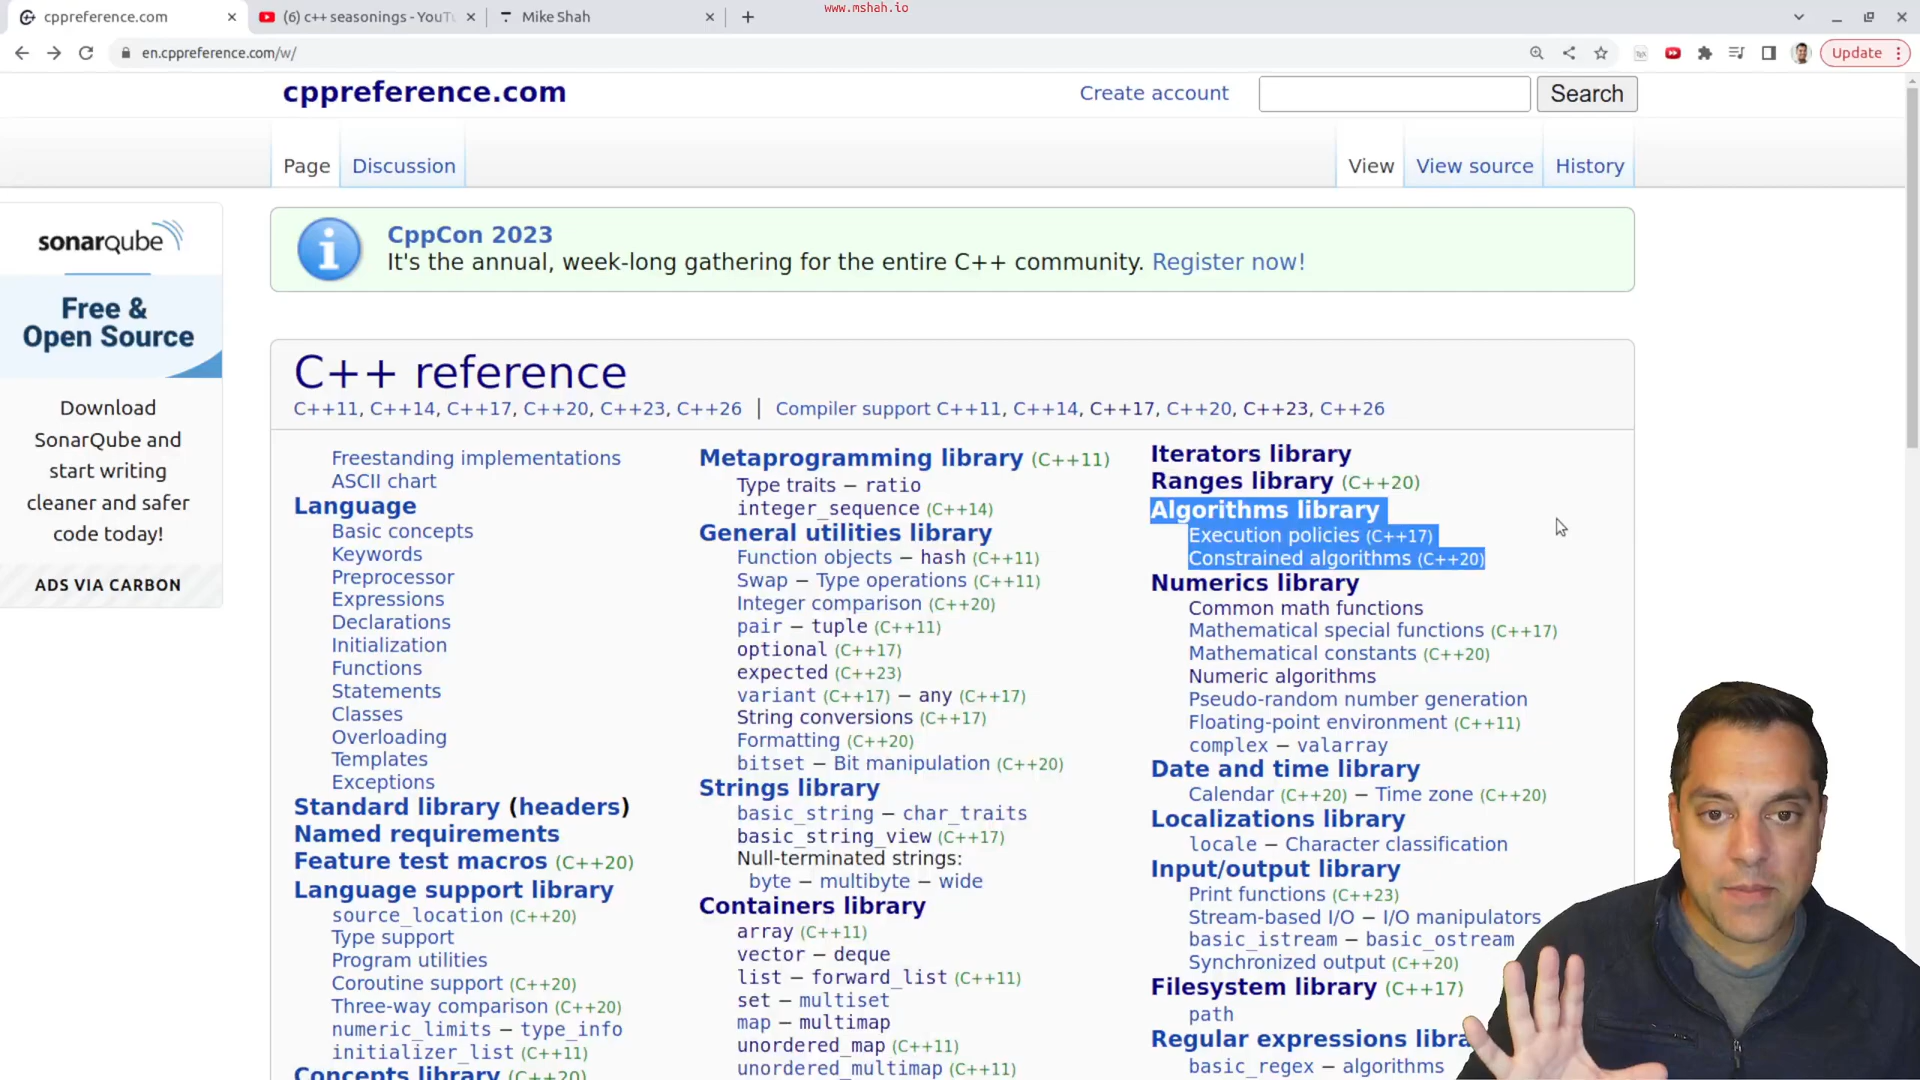 www.mshah.io
cppreference.com
(6) c++ seasonings - YouTu
Mike Shah
en.cppreference.com/w/
Update
cppreference.com
Create account
Search
Page
Discussion
View
View source
History
sonarqube
Free &
Open Source
Download
SonarQube and
start writing
cleaner and safer
code today!
ADS VIA CARBON
CppCon 2023
It's the annual, week-long gathering for the entire C++ community. Register now!
C++ reference
C++11, C++14, C++17, C++20, C++23, C++26 | Compiler support C++11, C++14, C++17, C++20, C++23, C++26
Freestanding implementations
ASCII chart
Language
Basic concepts
Keywords
Preprocessor
Expressions
Declarations
Initialization
Functions
Statements
Classes
Overloading
Templates
Exceptions
Standard library (headers)
Named requirements
Feature test macros (C++20)
Language support library
source_location (C++20)
Type support
Program utilities
Coroutine support (C++20)
Three-way comparison (C++20)
numeric_limits − type_info
initializer_list (C++11)
Concepts library (C++20)
Metaprogramming library (C++11)
Type traits − ratio
integer_sequence (C++14)
General utilities library
Function objects − hash (C++11)
Swap − Type operations (C++11)
Integer comparison (C++20)
pair − tuple (C++11)
optional (C++17)
expected (C++23)
variant (C++17) − any (C++17)
String conversions (C++17)
Formatting (C++20)
bitset − Bit manipulation (C++20)
Strings library
basic_string − char_traits
basic_string_view (C++17)
Null-terminated strings:
byte − multibyte − wide
Containers library
array (C++11)
vector − deque
list − forward_list (C++11)
set − multiset
map − multimap
unordered_map (C++11)
unordered_multimap (C++11)
Iterators library
Ranges library (C++20)
Algorithms library
Execution policies (C++17)
Constrained algorithms (C++20)
Numerics library
Common math functions
Mathematical special functions (C++17)
Mathematical constants (C++20)
Numeric algorithms
Pseudo-random number generation
Floating-point environment (C++11)
complex − valarray
Date and time library
Calendar (C++20) − Time zone (C++20)
Localizations library
locale − Character classification
Input/output library
Print functions (C++23)
Stream-based I/O − I/O manipulators
basic_istream − basic_ostream
Synchronized output (C++20)
Filesystem library (C++17)
path
Regular expressions libra
basic_regex − algorithms